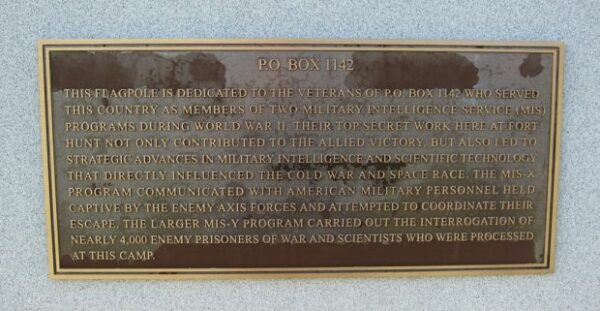 P.O. BOX 1142
THIS FLAGPOLE IS DEDICATED TO THE VETERANS OF P.O. BOX 1142 WHO SERVED
THIS COUNTRY AS MEMBERS OF TWO MILITARY INTELLIGENCE SERVICE (MIS)
PROGRAMS DURING WORLD WAR II. THEIR TOP SECRET WORK HERE AT FORT
HUNT NOT ONLY CONTRIBUTED TO THE ALLIED VICTORY, BUT ALSO LED TO
STRATEGIC ADVANCES IN MILITARY INTELLIGENCE AND SCIENTIFIC TECHNOLOGY
THAT DIRECTLY INFLUENCED THE COLD WAR AND SPACE RACE. THE MIS-X
PROGRAM COMMUNICATED WITH AMERICAN MILITARY PERSONNEL HELD
CAPTIVE BY THE ENEMY AXIS FORCES AND ATTEMPTED TO COORDINATE THEIR
ESCAPE. THE LARGER MIS-Y PROGRAM CARRIED OUT THE INTERROGATION OF
NEARLY 4,000 ENEMY PRISONERS OF WAR AND SCIENTISTS WHO WERE PROCESSED
AT THIS CAMP.